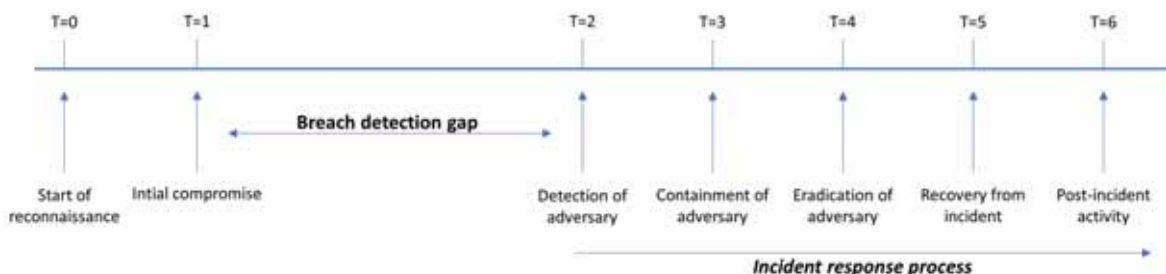 T=0 T=1 T=2 T=3 T=4 T=5 T=6
Breach detection gap
Start of Intial compromise Detection of Containment of Eradication of Recovery from Post-incident
reconnaissance adversary adversary adversary incident activity
Incident response process